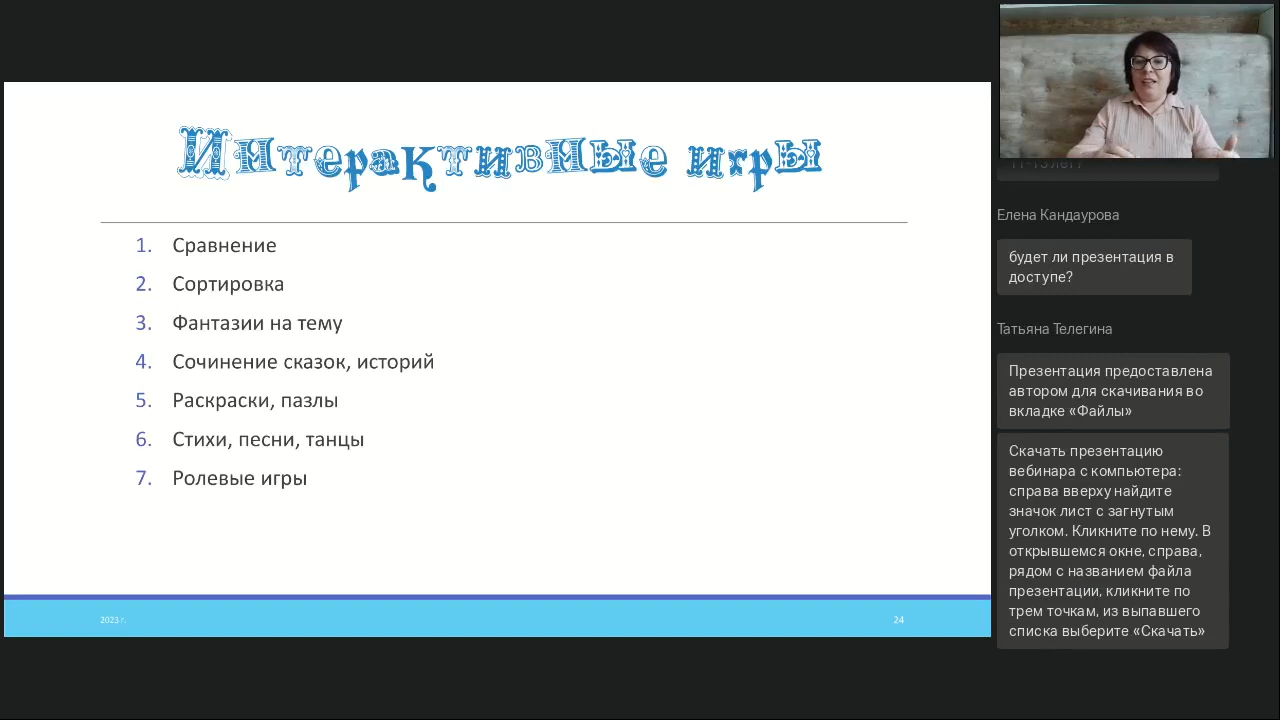 Интерактивные игры
1. Сравнение
2. Сортировка
3. Фантазии на тему
4. Сочинение сказок, историй
5. Раскраски, пазлы
6. Стихи, песни, танцы
7. Ролевые игры
2023 г.
24
Елена Кандаурова
будет ли презентация в
доступе?
Татьяна Телегина
Презентация предоставлена
автором для скачивания во
вкладке «Файлы»
Скачать презентацию
вебинара с компьютера:
справа вверху найдите
значок лист с загнутым
уголком. Кликните по нему. В
открывшемся окне, справа,
рядом с названием файла
презентации, кликните по
трем точкам, из выпавшего
списка выберите «Скачать»